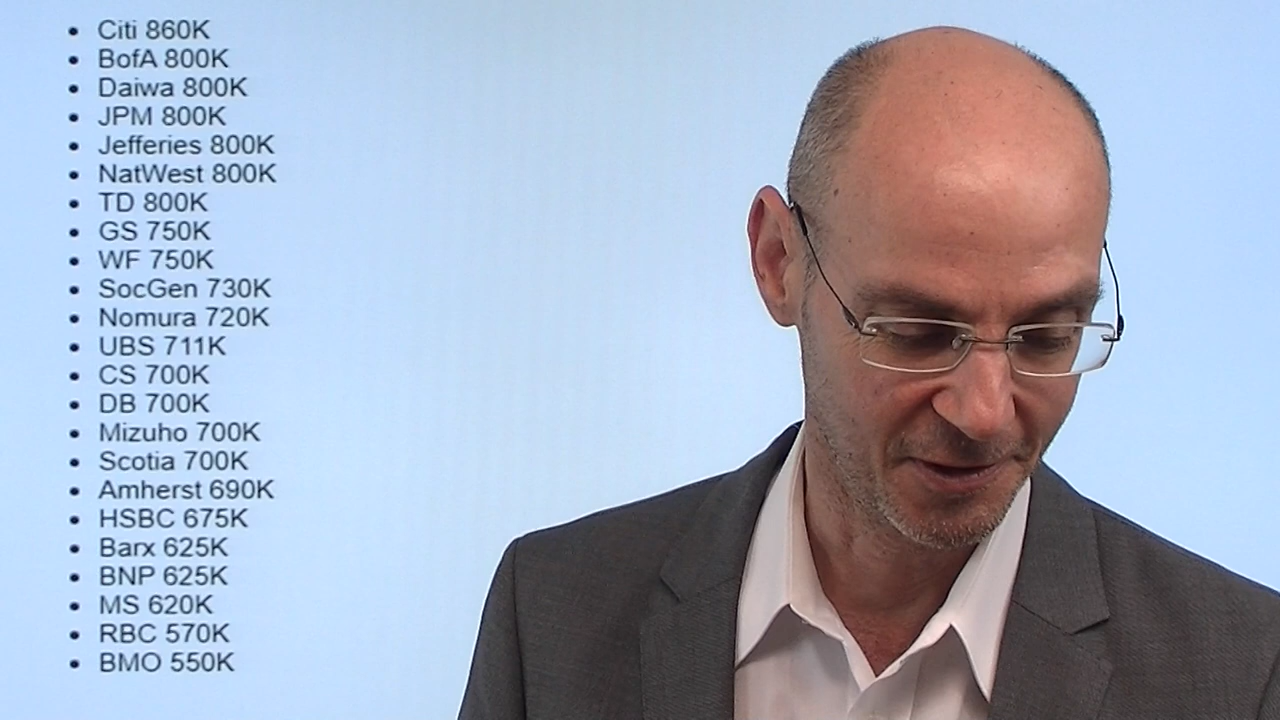 Citi 860K
BofA 800K
Daiwa 800K
JPM 800K
Jefferies 800K
NatWest 800K
TD 800K
GS 750K
WF 750K
SocGen 730K
Nomura 720K
UBS 711K
CS 700K
DB 700K
Mizuho 700K
Scotia 700K
Amherst 690K
HSBC 675K
Barx 625K
BNP 625K
MS 620K
RBC 570K
BMO 550K